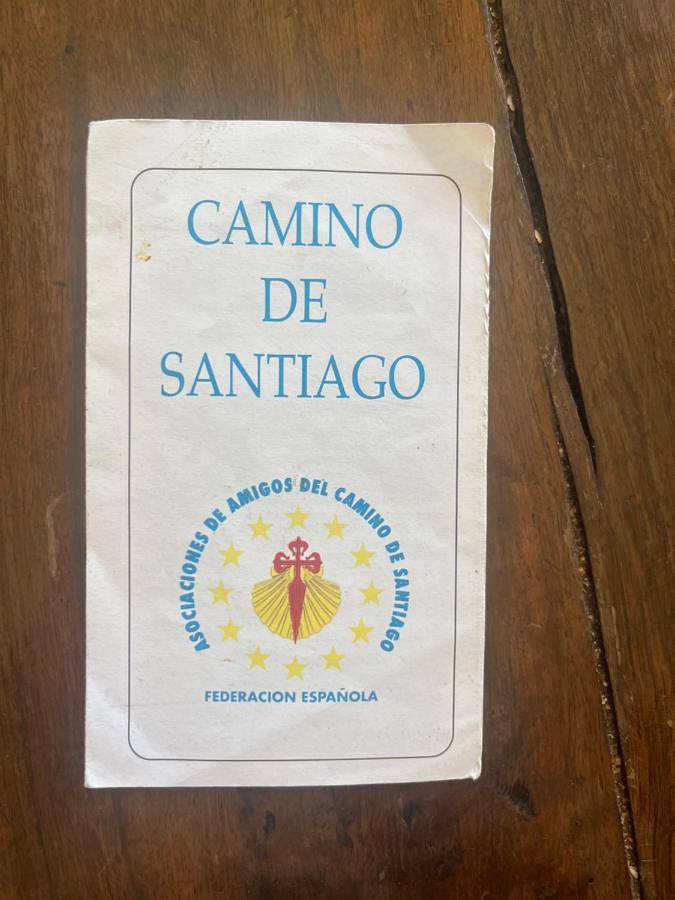 CAMINO
DE
SANTIAGO
ASOCIACIONES DE AMIGOS DEL CAMINO DE SANTIAGO
FEDERACION ESPAÑOLA